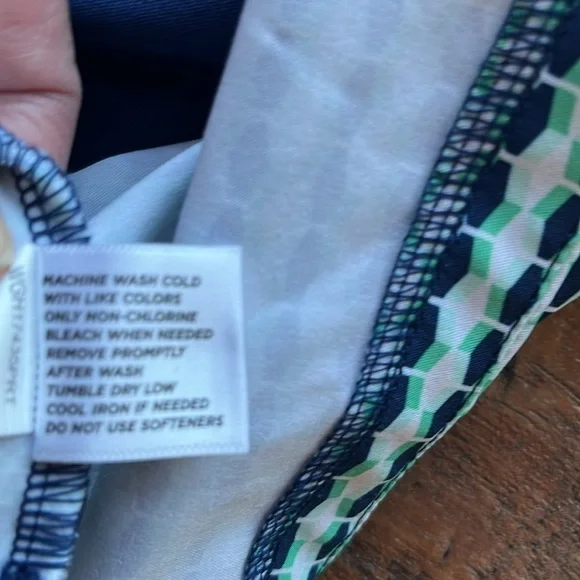 MACHINE WASH COLD
WITH LIKE COLORS
ONLY NON-CHLORINE
BLEACH WHEN NEEDED
REMOVE PROMPTLY
AFTER WASH
TUMBLE DRY LOW
COOL IRON IF NEEDED
DO NOT USE SOFTENERS